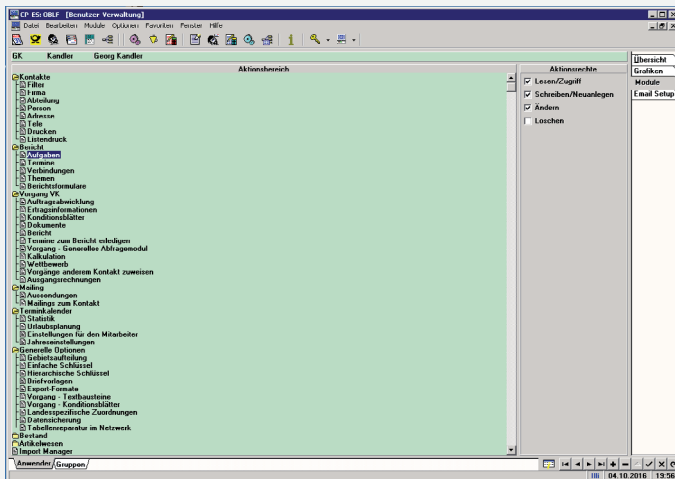 CP ES: OBLF [Benutzer Verwaltung]
Datei Bearbeiten Module Optionen Favoriten Fenster Hilfe
GK Kandler Georg Kandler
Übersicht
Grafiken
Module
Email Setup
Aktionsbereich
Kontakte
Filter
Firma
Abteilung
Person
Adresse
Tele
Drucken
Listendruck
Bericht
Aufgaben
Termine
Verbindungen
Themen
Berichtsformulare
Vorgang VK
Auftragsabwicklung
Ertragsinformationen
Konditionsblätter
Dokumente
Bericht
Termine zum Bericht erledigen
Vorgang - Generelles Abfragemodul
Kalkulation
Wettbewerb
Vorgänge anderem Kontakt zuweisen
Ausgangsrechnungen
Mailing
Aussendungen
Mailings zum Kontakt
Terminkalender
Statistik
Urlaubsplanung
Einstellungen für den Mitarbeiter
Jahreseinstellungen
Generelle Optionen
Gebietsaufteilung
Einfache Schlüssel
Hierarchische Schlüssel
Briefvorlagen
Export-Formate
Vorgang - Textbausteine
Vorgang - Konditionsblätter
Landesspezifische Zuordnungen
Datensicherung
Tabellenreparatur im Netzwerk
Bestand
Artikelwesen
Import Manager
Aktionsrechte
Lesen/Zugriff
Schreiben/Neuanlegen
Ändern
Löschen
Anwender Gruppen
04.10.2016 19:56